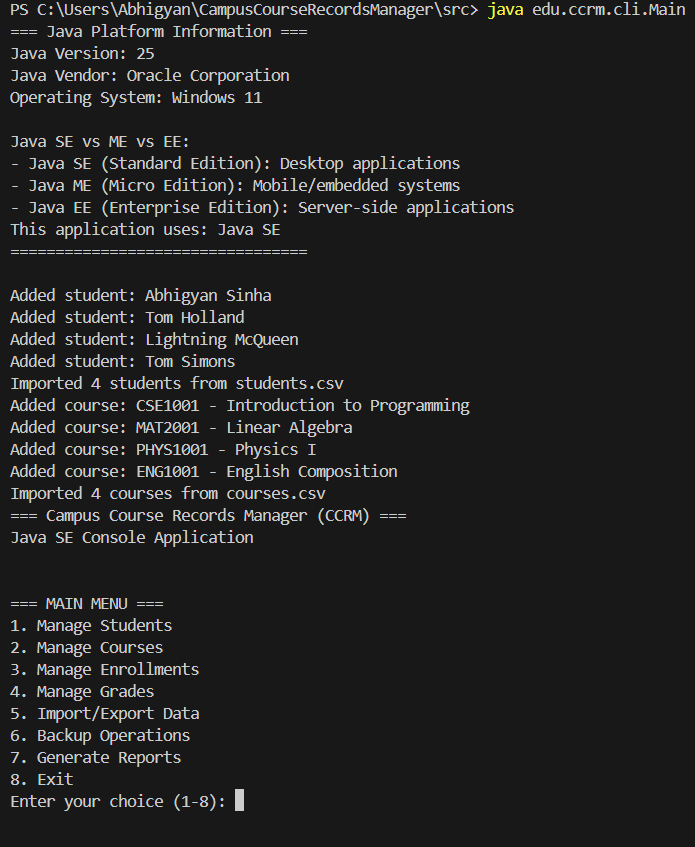 PS C:\Users\Abhigyan\CampusCourseRecordsManager\src> java edu.ccrm.cli.Main
=== Java Platform Information ===
Java Version: 25
Java Vendor: Oracle Corporation
Operating System: Windows 11
Java SE vs ME vs EE:
- Java SE (Standard Edition): Desktop applications
- Java ME (Micro Edition): Mobile/embedded systems
- Java EE (Enterprise Edition): Server-side applications
This application uses: Java SE
=================================
Added student: Abhigyan Sinha
Added student: Tom Holland
Added student: Lightning McQueen
Added student: Tom Simons
Imported 4 students from students.csv
Added course: CSE1001 - Introduction to Programming
Added course: MAT2001 - Linear Algebra
Added course: PHYS1001 - Physics I
Added course: ENG1001 - English Composition
Imported 4 courses from courses.csv
=== Campus Course Records Manager (CCRM) ===
Java SE Console Application
=== MAIN MENU ===
1. Manage Students
2. Manage Courses
3. Manage Enrollments
4. Manage Grades
5. Import/Export Data
6. Backup Operations
7. Generate Reports
8. Exit
Enter your choice (1-8):